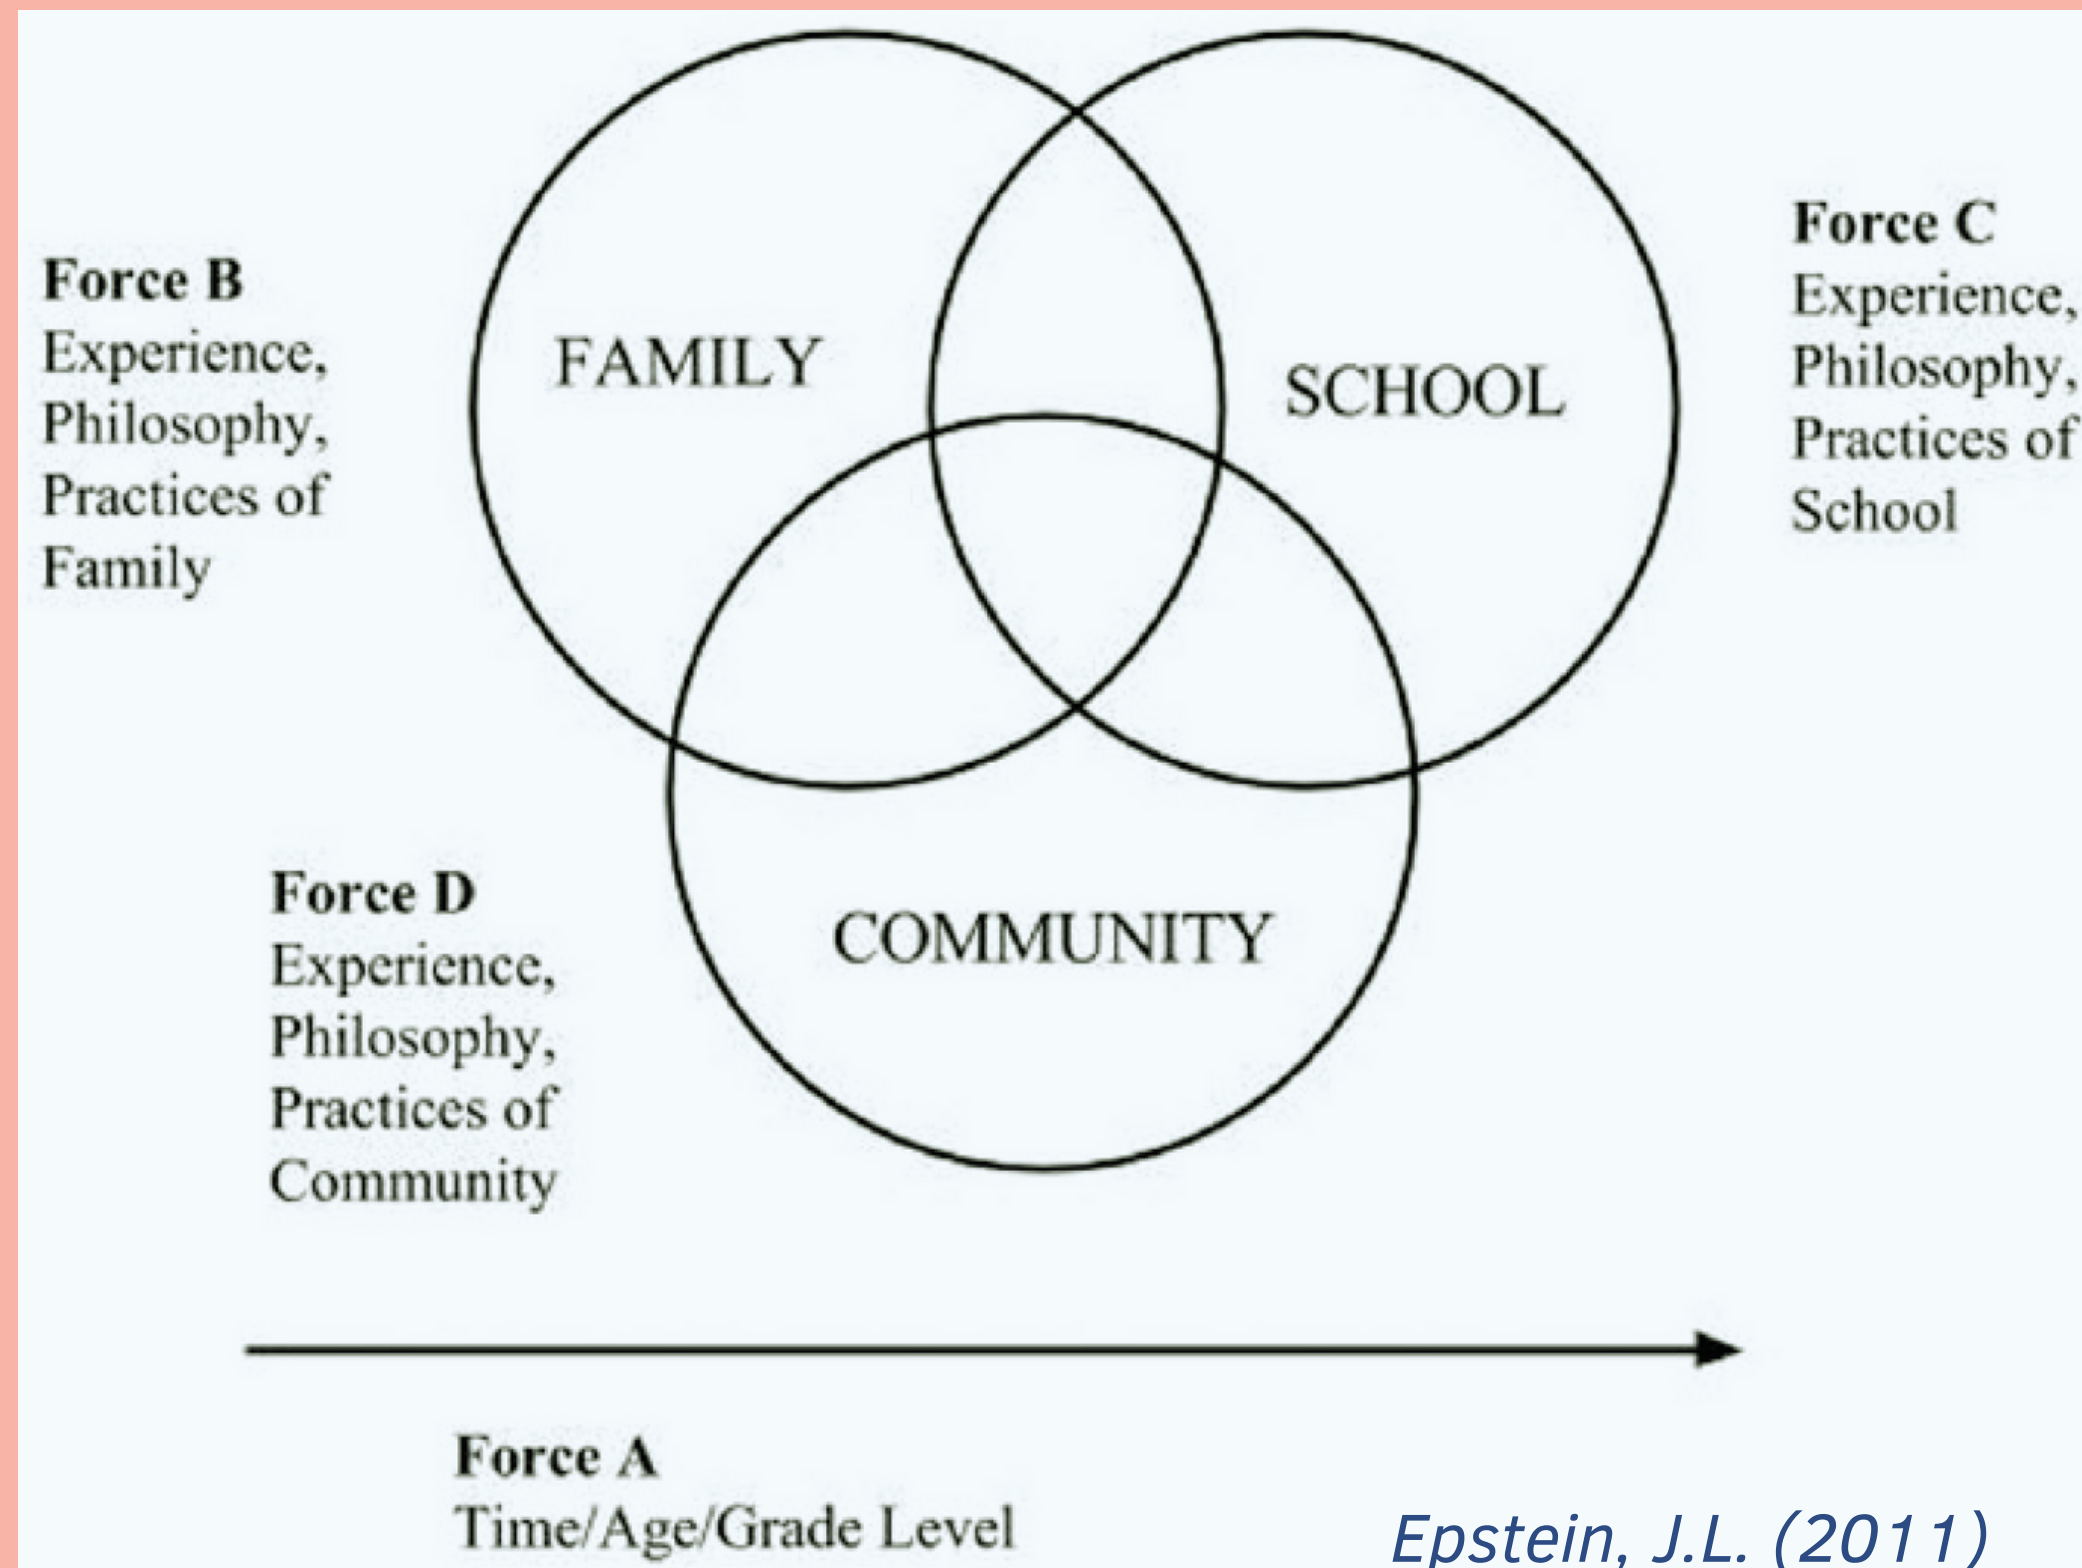 Force B
Experience,
Philosophy,
Practices of
Family
FAMILY
SCHOOL
Force C
Experience,
Philosophy,
Practices of
School
Force D
Experience,
Philosophy,
Practices of
Community
COMMUNITY
Force A
Time/Age/Grade Level
Epstein, J.L. (2011)